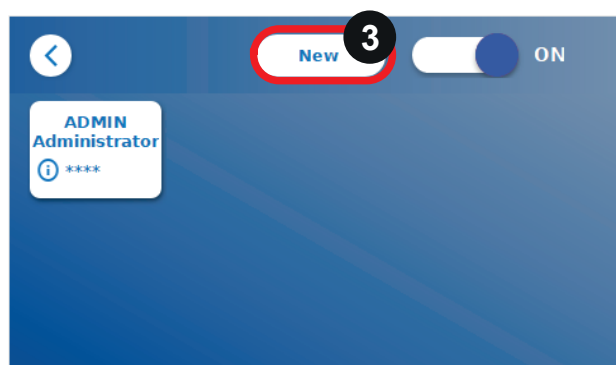 New
3
ON
ADMIN
Administrator
i ****